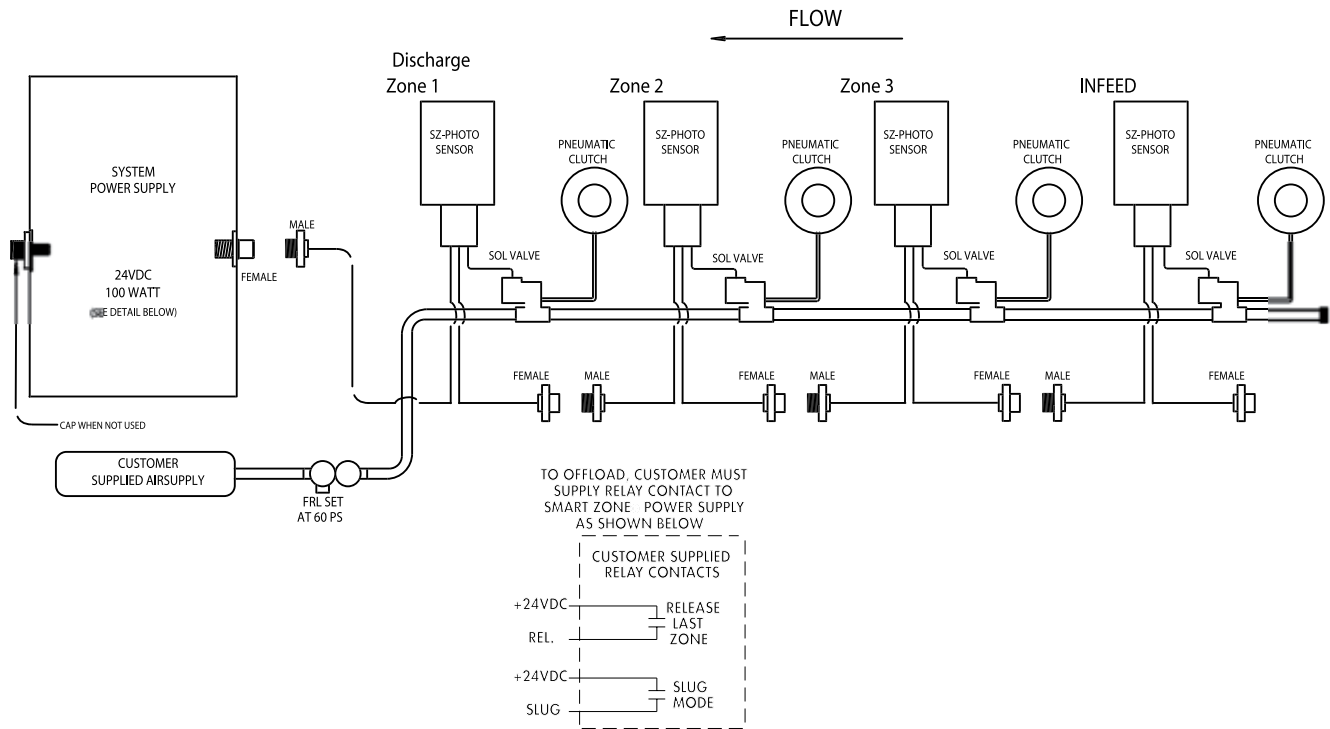 FLOW
Discharge
Zone 1
Zone 2
Zone 3
INFEED
SZ-PHOTO
SENSOR
PNEUMATIC
CLUTCH
SZ-PHOTO
SENSOR
PNEUMATIC
CLUTCH
SZ-PHOTO
SENSOR
PNEUMATIC
CLUTCH
SZ-PHOTO
SENSOR
PNEUMATIC
CLUTCH
SYSTEM
POWER SUPPLY
24VDC
100 WATT
(SEE DETAIL BELOW)
FEMALE
MALE
SOL VALVE
SOL VALVE
SOL VALVE
SOL VALVE
FEMALE
MALE
FEMALE
MALE
FEMALE
MALE
FEMALE
CAP WHEN NOT USED
CUSTOMER
SUPPLIED AIRSUPPLY
FRL SET
AT 60 PS
TO OFFLOAD, CUSTOMER MUST
SUPPLY RELAY CONTACT TO
SMART ZONE POWER SUPPLY
AS SHOWN BELOW
CUSTOMER SUPPLIED
RELAY CONTACTS
+24VDC
REL.
RELEASE
LAST
ZONE
+24VDC
SLUG
SLUG
MODE